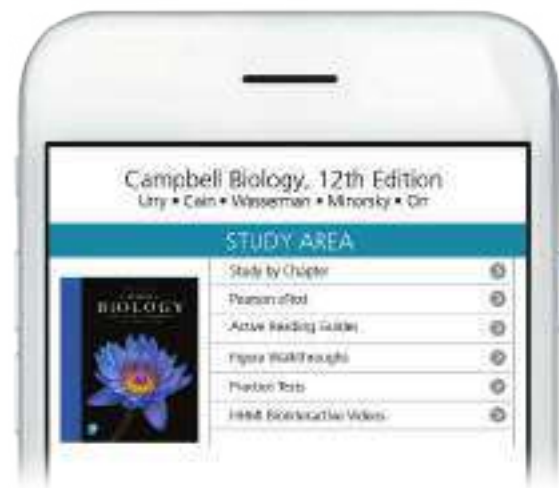 Campbell Biology, 12th Edition
Urry • Cain • Wasserman • Minorsky • Orr
STUDY AREA
Study by Chapter
Pearson eText
Active Reading Guides
Figure Walkthroughs
Practice Tests
HHMI BioInteractive Videos
BIOLOGY